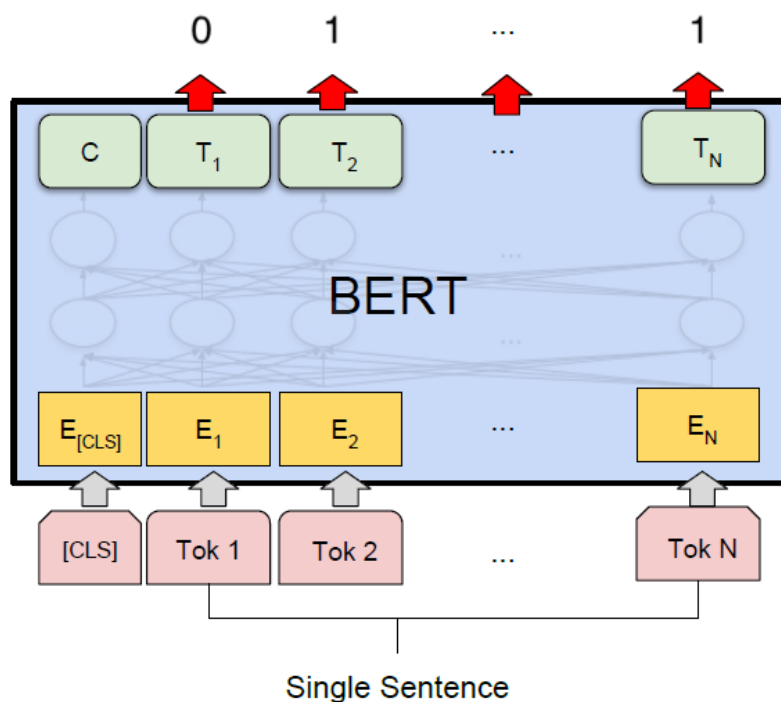 0 1 ... 1
C T1 T2 ... TN
...
BERT
...
E[CLS] E1 E2 ... EN
[CLS] Tok 1 Tok 2 ... Tok N
Single Sentence